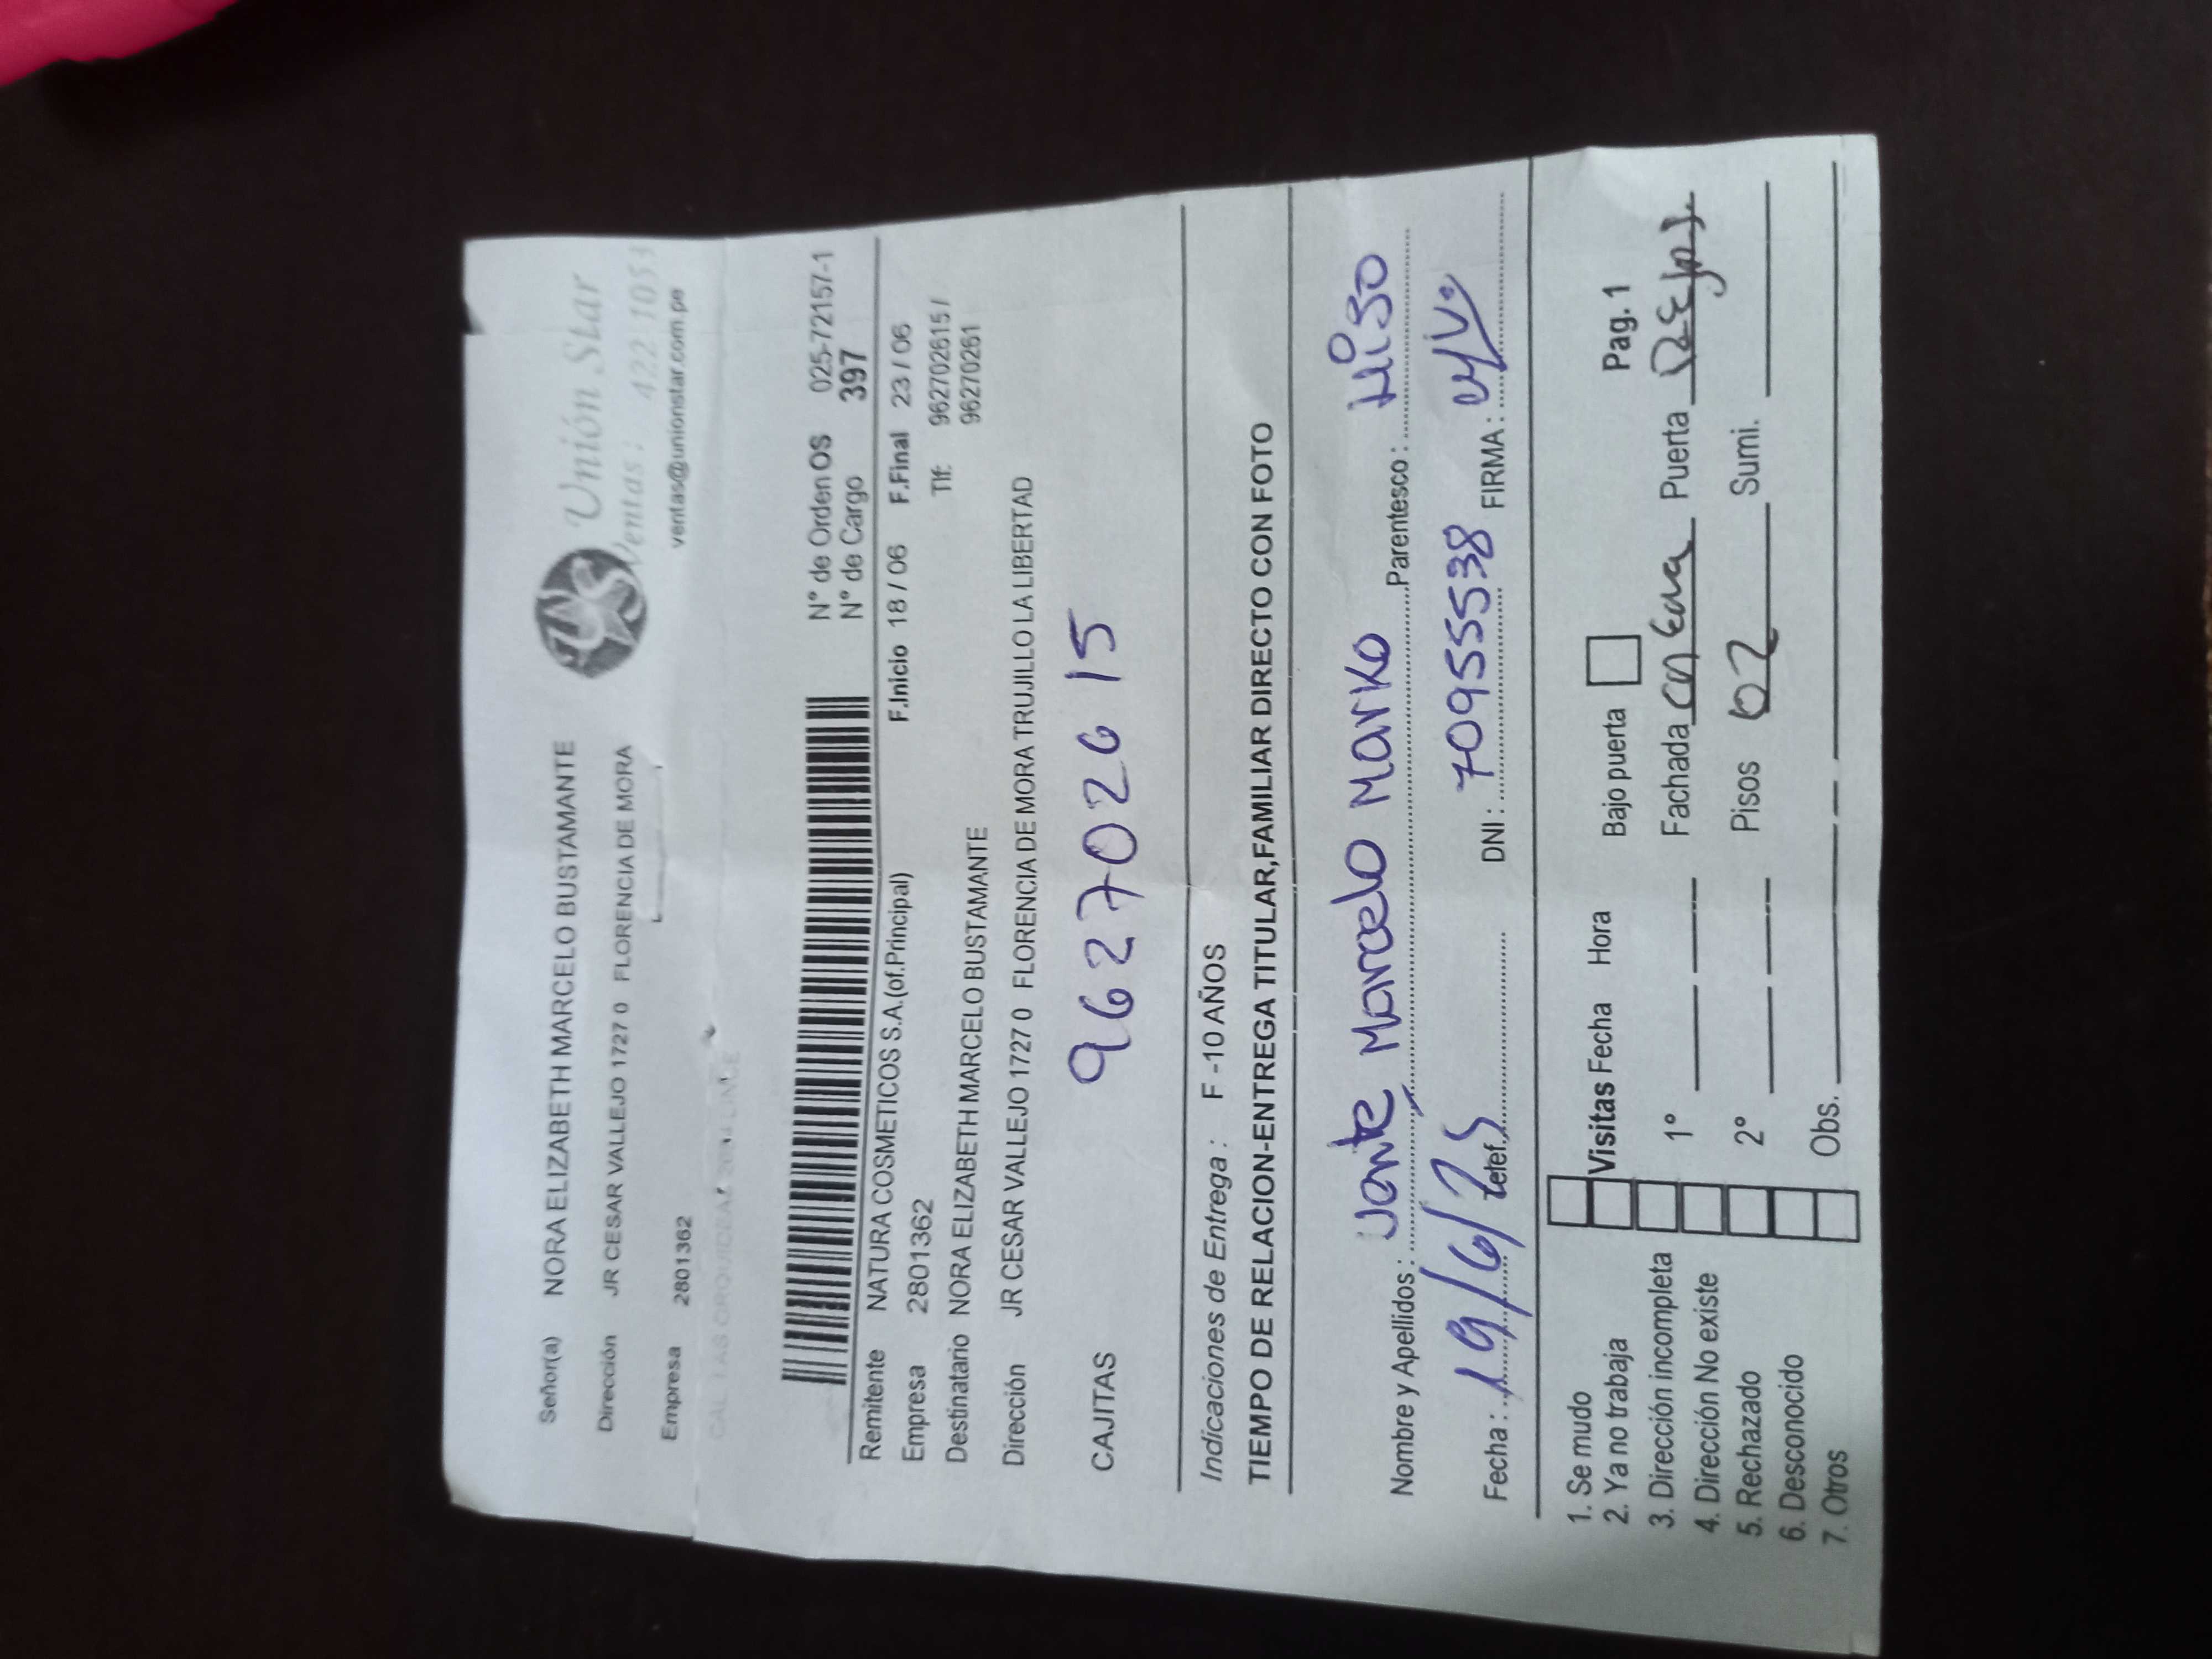 Señor(a) NORA ELIZABETH MARCELO BUSTAMANTE
Dirección JR CESAR VALLEJO 1727 0 FLORENCIA DE MORA
Empresa 2801362
Unión Star
Ventas: 422 1053
ventas@unionstar.com.pe
N° de Orden OS 025-72157-1
N° de Cargo 397
Remitente NATURA COSMETICOS S.A.(of.Principal) F.Inicio 18 / 06 F.Final 23 / 06
Empresa 2801362 Tlf: 962702615 /
Destinatario NORA ELIZABETH MARCELO BUSTAMANTE 96270261
Dirección JR CESAR VALLEJO 1727 0 FLORENCIA DE MORA TRUJILLO LA LIBERTAD
CAJITAS 962702615
Indicaciones de Entrega : F -10 AÑOS
TIEMPO DE RELACION-ENTREGA TITULAR,FAMILIAR DIRECTO CON FOTO
Nombre y Apellidos : Marcelo Marko Parentesco : Hijo
Fecha : 19/6/25 telef. DNI : 70955538 FIRMA :
1. Se mudo
2. Ya no trabaja
3. Dirección incompleta
4. Dirección No existe
5. Rechazado
6. Desconocido
7. Otros
Visitas Fecha Hora Bajo puerta Pag. 1
1° Fachada Puerta
2° Pisos 02 Sumi.
Obs.